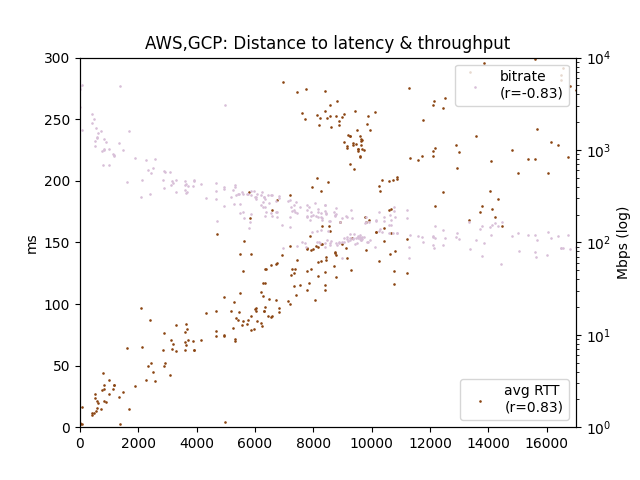 AWS,GCP: Distance to latency & throughput
300
250
200
150
100
50
0
ms
10^4
10^3
10^2
10^1
10^0
Mbps (log)
bitrate
(r=-0.83)
avg RTT
(r=0.83)
0 2000 4000 6000 8000 10000 12000 14000 16000